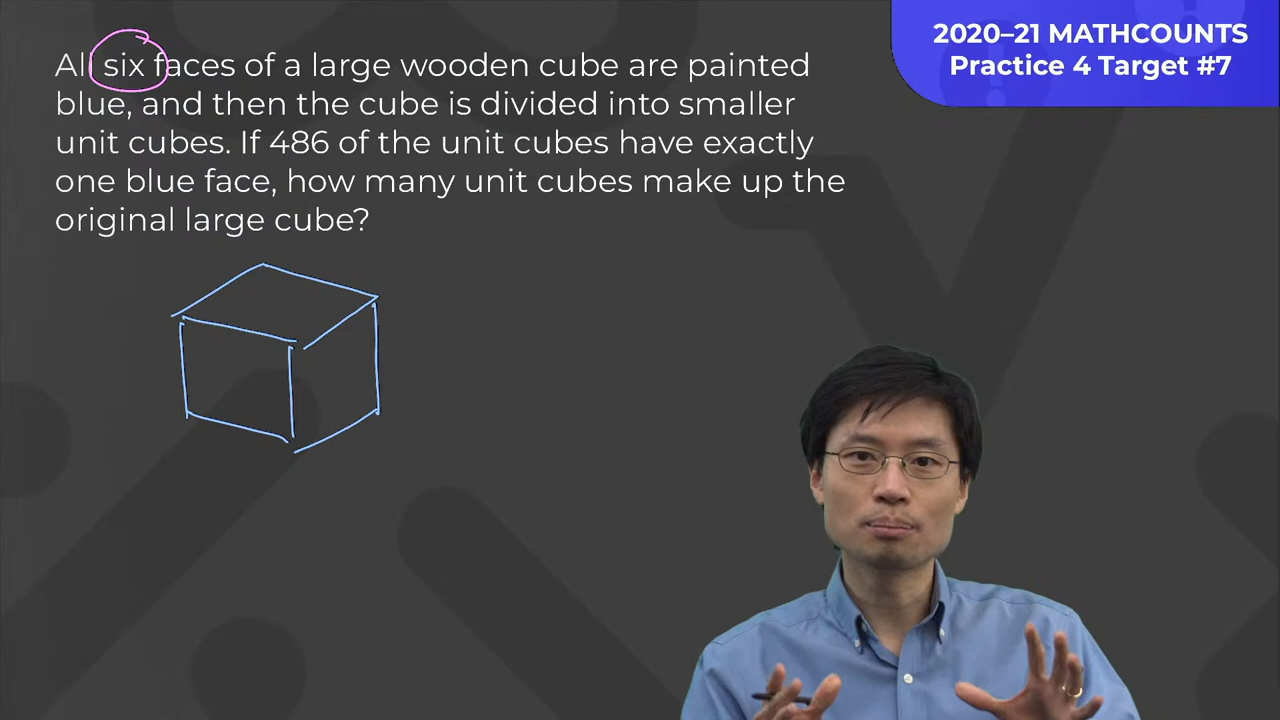 2020–21 MATHCOUNTS
Practice 4 Target #7
All six faces of a large wooden cube are painted
blue, and then the cube is divided into smaller
unit cubes. If 486 of the unit cubes have exactly
one blue face, how many unit cubes make up the
original large cube?